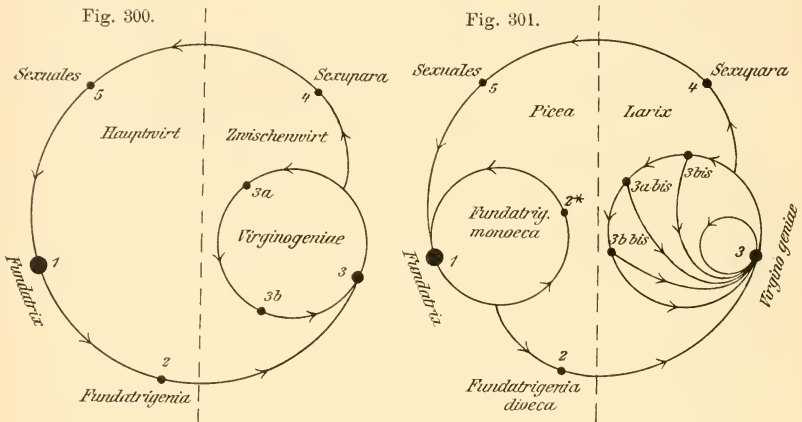 Fig. 300.
Sexuales
5
4
Sexupara
Hauptwirt
Zwischenwirt
3a
Virginogeniae
3
3b
1
Fundatrix
2
Fundatrigenia
Fig. 301.
Sexuales
5
4
Sexupara
Picea
Larix
3bis
3a bis
2*
Fundatrig.
monoeca
3b bis
3
Virgino geniae
1
Fundatrix
2
Fundatrigenia
dioeca